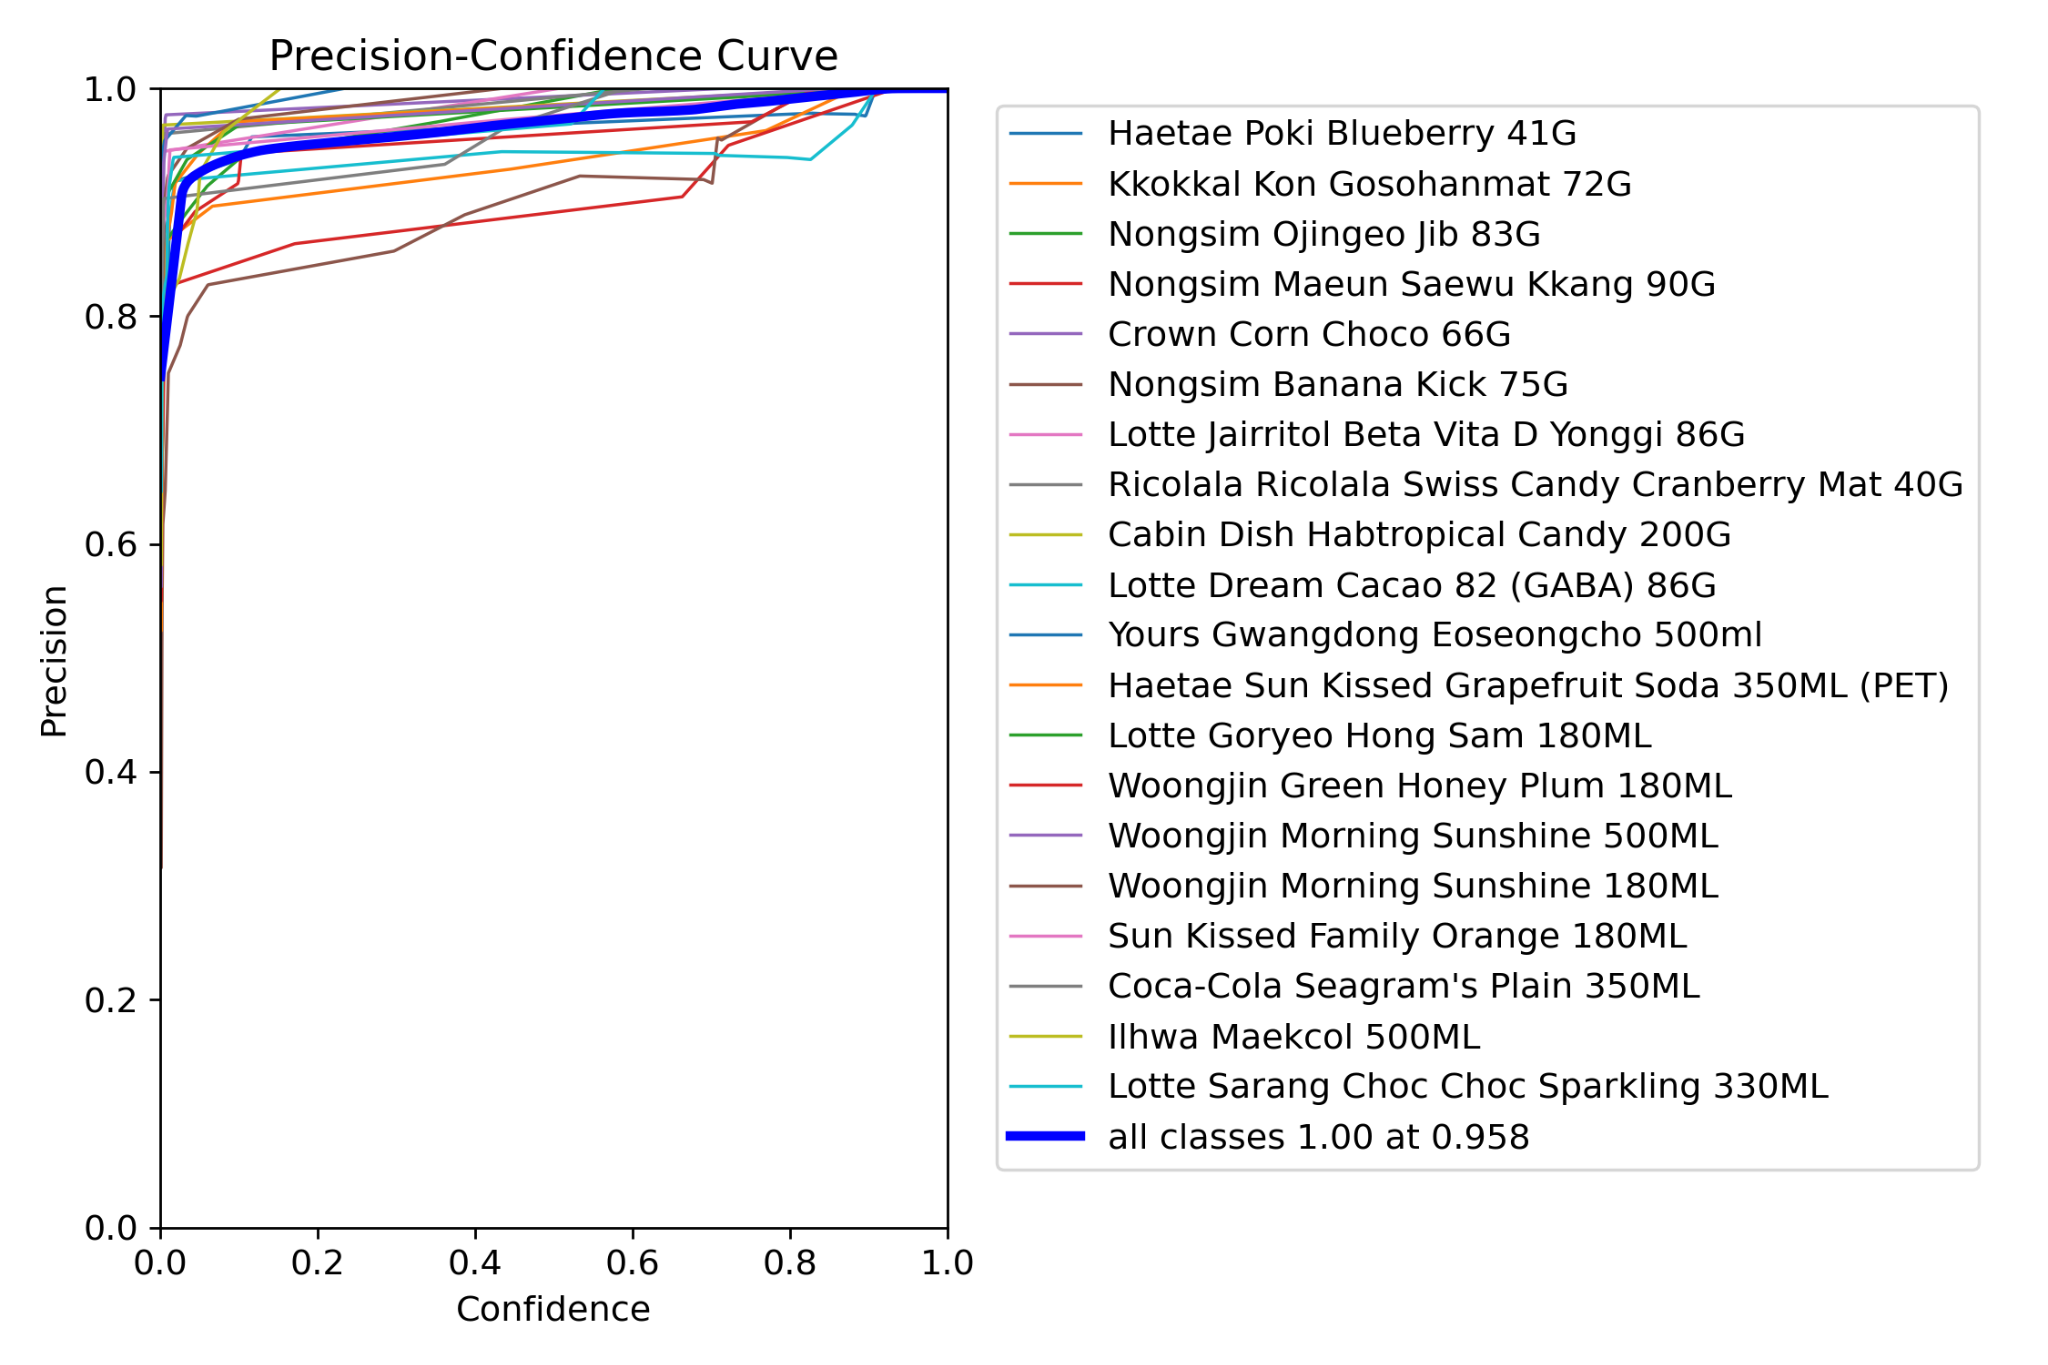 Precision-Confidence Curve
1.0
0.8
0.6
0.4
0.2
0.0
Precision
0.0 0.2 0.4 0.6 0.8 1.0
Confidence
Haetae Poki Blueberry 41G
Kkokkal Kon Gosohanmat 72G
Nongsim Ojingeo Jib 83G
Nongsim Maeun Saewu Kkang 90G
Crown Corn Choco 66G
Nongsim Banana Kick 75G
Lotte Jairritol Beta Vita D Yonggi 86G
Ricolala Ricolala Swiss Candy Cranberry Mat 40G
Cabin Dish Habtropical Candy 200G
Lotte Dream Cacao 82 (GABA) 86G
Yours Gwangdong Eoseongcho 500ml
Haetae Sun Kissed Grapefruit Soda 350ML (PET)
Lotte Goryeo Hong Sam 180ML
Woongjin Green Honey Plum 180ML
Woongjin Morning Sunshine 500ML
Woongjin Morning Sunshine 180ML
Sun Kissed Family Orange 180ML
Coca-Cola Seagram's Plain 350ML
Ilhwa Maekcol 500ML
Lotte Sarang Choc Choc Sparkling 330ML
all classes 1.00 at 0.958